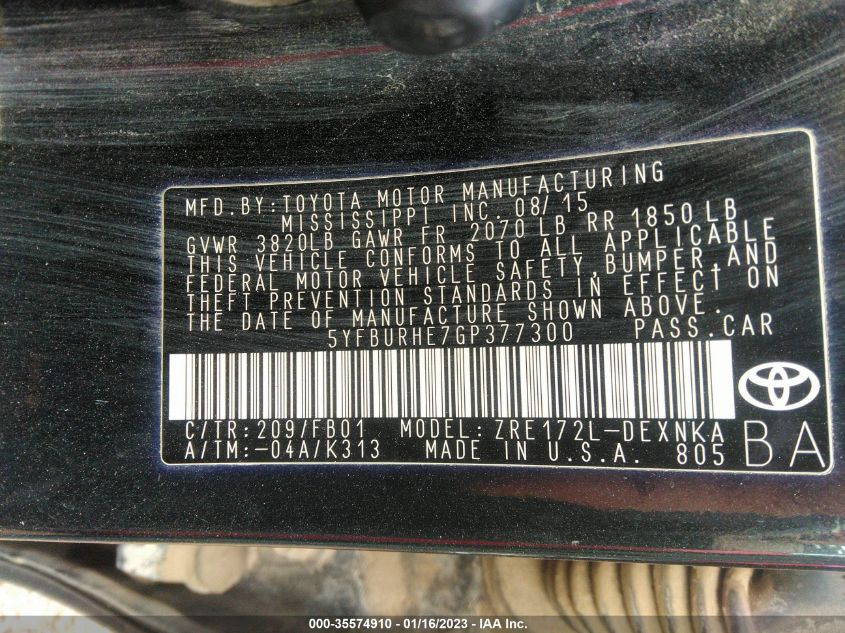 MFD.BY:TOYOTA MOTOR MANUFACTURING
MISSISSIPPI INC. 08/15
GVWR 3820LB GAWR FR 2070 LB RR 1850LB
THIS VEHICLE CONFORMS TO ALL APPLICABLE
FEDERAL MOTOR VEHICLE SAFETY,BUMPER,AND
THEFT PREVENTION STANDARDS IN EFFECT ON
THE DATE OF MANUFACTURE SHOWN ABOVE.
5YFBURHE7GP377300 PASS.CAR
C/TR:209/FB01 MODEL:ZRE172L-DEXNKA
A/TM:-04A/K313 MADE IN U.S.A. 805
BA
000-35574910 - 01/16/2023 - IAA Inc.